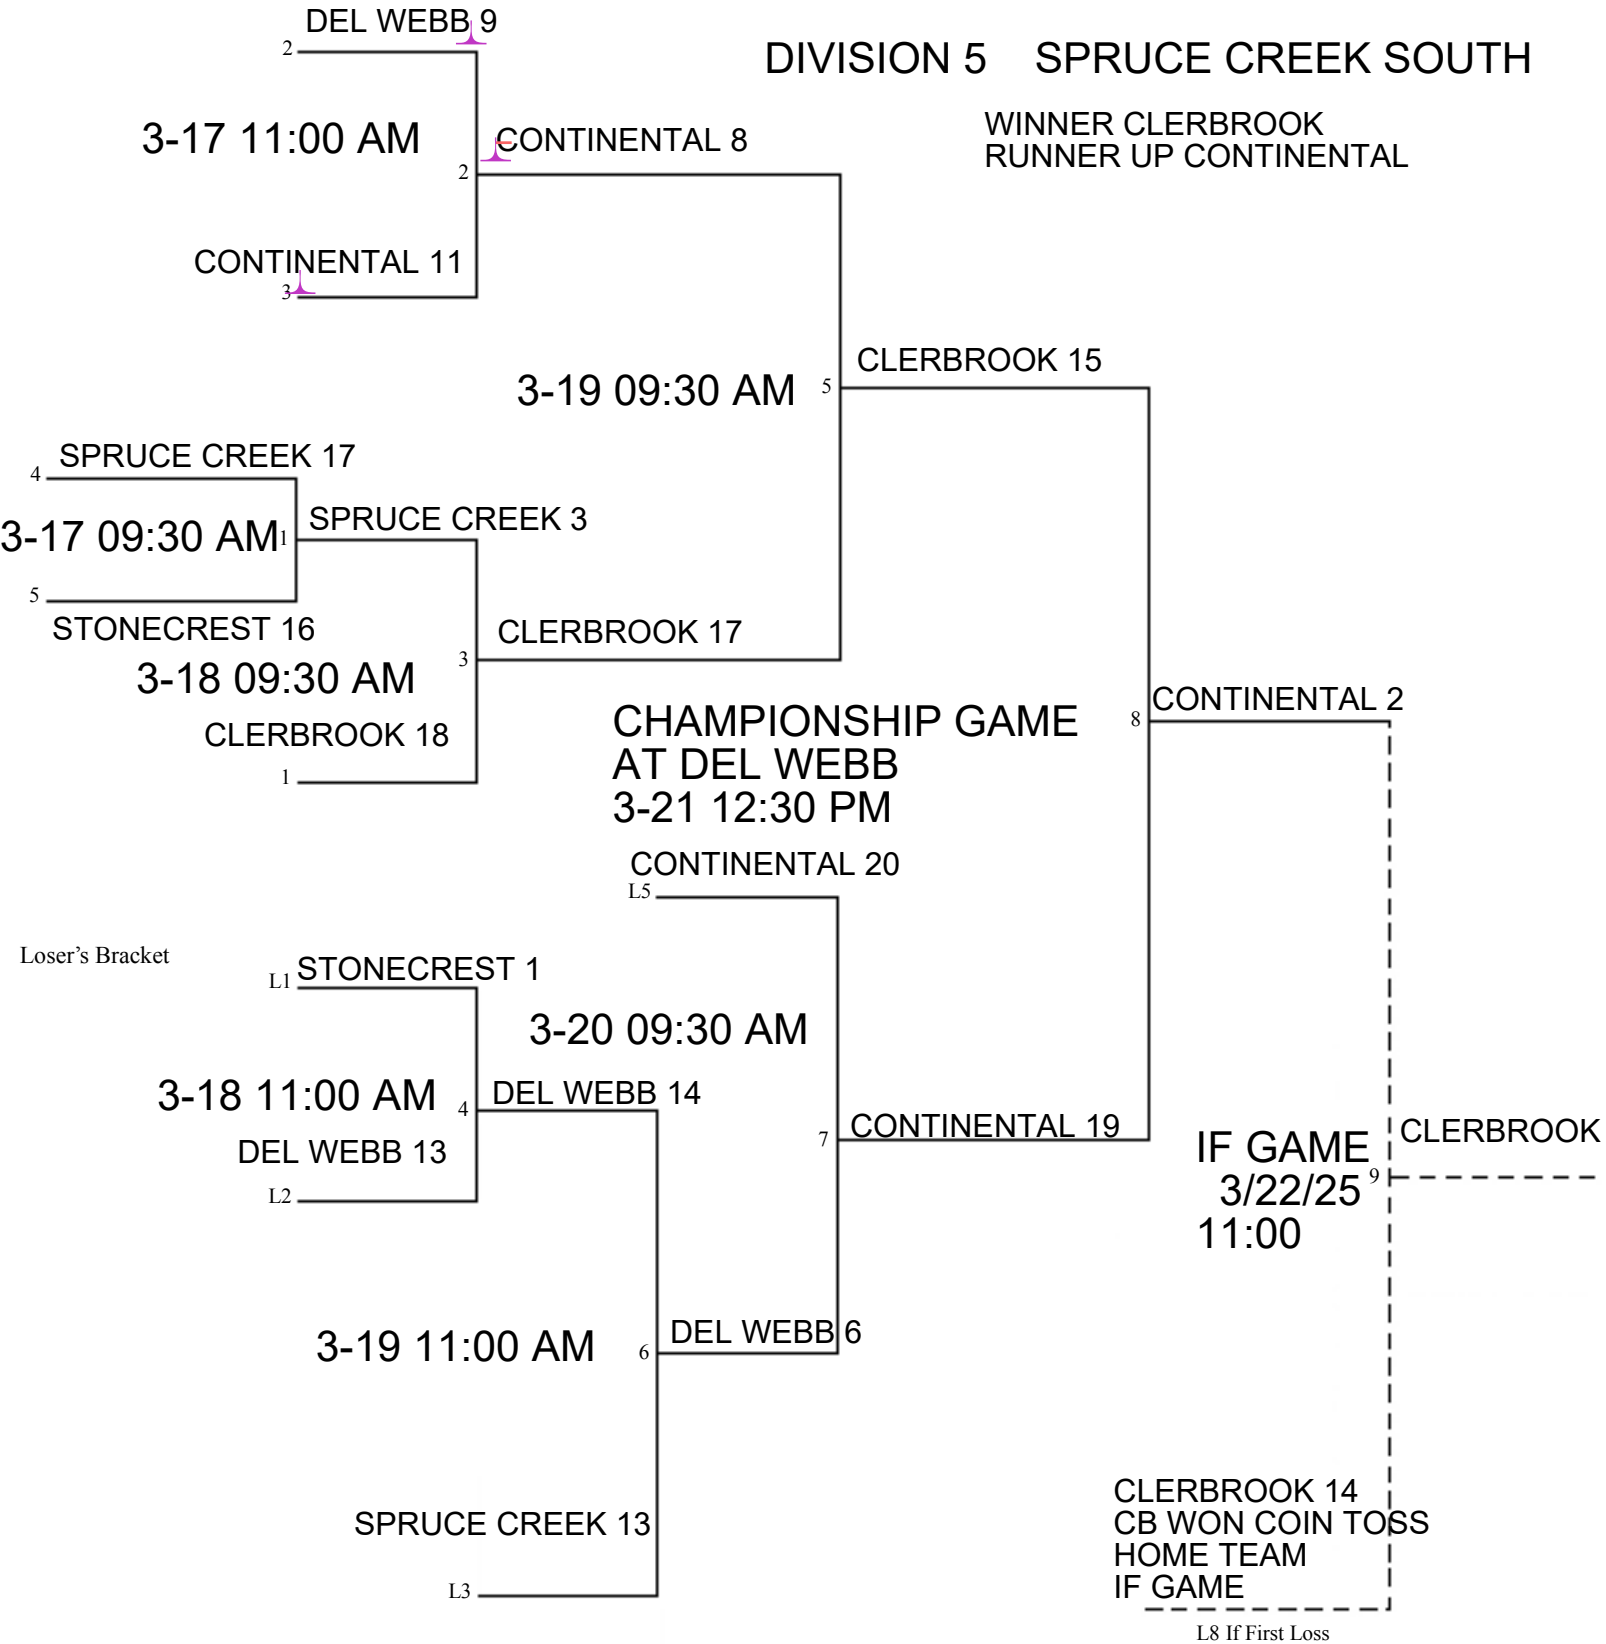 DEL WEBB 9
2
DIVISION 5 SPRUCE CREEK SOUTH
WINNER CLERBROOK
RUNNER UP CONTINENTAL
3-17 11:00 AM
CONTINENTAL 8
2
CONTINENTAL 11
3
CLERBROOK 15
3-19 09:30 AM
5
SPRUCE CREEK 17
4
SPRUCE CREEK 3
3-17 09:30 AM
1
5
STONECREST 16
CLERBROOK 17
3
3-18 09:30 AM
CLERBROOK 18
1
CONTINENTAL 2
8
CHAMPIONSHIP GAME
AT DEL WEBB
3-21 12:30 PM
CONTINENTAL 20
L5
Loser’s Bracket
STONECREST 1
L1
3-20 09:30 AM
3-18 11:00 AM
4
DEL WEBB 14
DEL WEBB 13
L2
7
CONTINENTAL 19
IF GAME
3/22/25
11:00
9
CLERBROOK
3-19 11:00 AM
6
DEL WEBB 6
SPRUCE CREEK 13
L3
CLERBROOK 14
CB WON COIN TOSS
HOME TEAM
IF GAME
L8 If First Loss